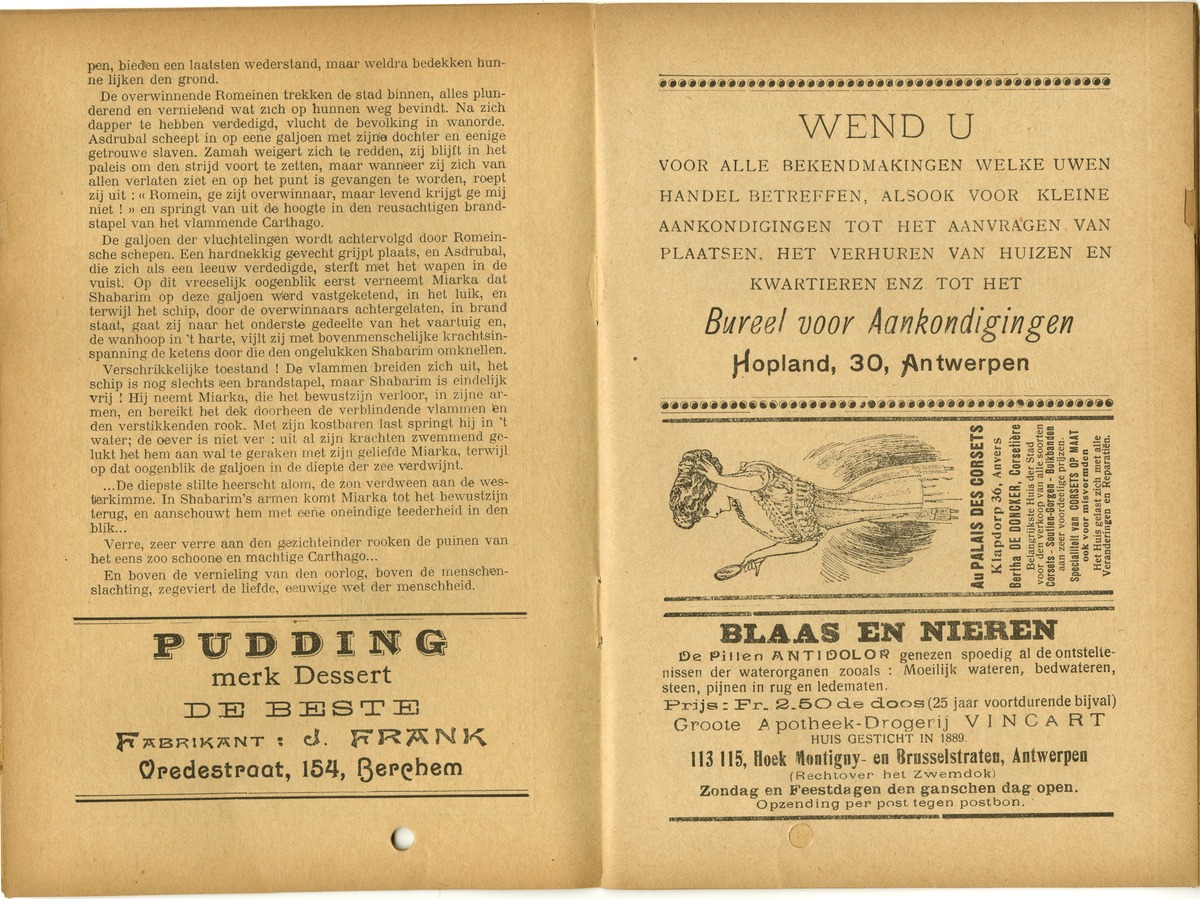 pen, bieden een laatsten wederstand, maar weldra bedekken hun-
ne lijken den grond.
De overwinnende Romeinen trekken de stad binnen, alles plun-
derend en vernielend wat zich op hunnen weg bevindt. Na zich
dapper te hebben verdedigd, vlucht de bevolking in wanorde.
Asdrubal scheept in op eene galjoen met zijne dochter en eenige
getrouwe slaven. Zamah weigert zich te redden, zij blijft in het
paleis om den strijd voort te zetten, maar wanneer zij zich van
allen verlaten ziet en op het punt is gevangen te worden, roept
zij uit : « Romein, ge zijt overwinnaar, maar levend krijgt ge mij
niet ! » en springt van uit de hoogte in den reusachtigen brand-
stapel van het vlammende Carthago.
De galjoen der vluchtelingen wordt achtervolgd door Romein-
sche schepen. Een hardnekkig gevecht grijpt plaats, en Asdrubal,
die zich als een leeuw verdedigde, sterft met het wapen in de
vuist. Op dit vreeselijk oogenblik eerst verneemt Miarka dat
Shabarim op deze galjoen werd vastgeketend, in het luik, en
terwijl het schip, door de overwinnaars achtergelaten, in brand
staat, gaat zij naar het onderste gedeelte van het vaartuig en,
de wanhoop in 't harte, vijlt zij met bovenmenschelijke krachtsin-
spanning de ketens door die den ongelukken Shabarim omknellen.
Verschrikkelijke toestand ! De vlammen breiden zich uit, het
schip is nog slechts een brandstapel, maar Shabarim is eindelijk
vrij ! Hij neemt Miarka, die het bewustzijn verloor, in zijne ar-
men, en bereikt het dek doorheen de verblindende vlammen en
den verstikkenden rook. Met zijn kostbaren last springt hij in 't
water; de oever is niet ver : uit al zijn krachten zwemmend ge-
lukt het hem aan wal te geraken met zijn geliefde Miarka, terwijl
op dat oogenblik de galjoen in de diepte der zee verdwijnt.
...De diepste stilte heerscht alom, de zon verdween aan de wes-
terkimme. In Shabarim's armen komt Miarka tot het bewustzijn
terug, en aanschouwt hem met eene oneindige teederheid in den
blik...
Verre, zeer verre aan den gezichteinder rooken de puinen van
het eens zoo schoone en machtige Carthago...
En boven de vernieling van den oorlog, boven de menschen-
slachting, zegeviert de liefde, eeuwige wet der menschheid.
PUDDING
merk Dessert
DE BESTE
FABRIKANT : J. FRANK
Vredestraat, 154, Berchem
WEND U
VOOR ALLE BEKENDMAKINGEN WELKE UWEN
HANDEL BETREFFEN, ALSOOK VOOR KLEINE
AANKONDIGINGEN TOT HET AANVRAGEN VAN
PLAATSEN, HET VERHUREN VAN HUIZEN EN
KWARTIEREN ENZ TOT HET
Bureel voor Aankondigingen
Hopland, 30, Antwerpen
Au PALAIS DES CORSETS
Klapdorp 36, Anvers
Bertha DE DONCKER, Corsetière
Belangrijkste Huis der Stad
voor den verkoop van alle soorten
Corsets - Soutien-Gorgen - Buikbanden
aan zeer voordeelige prijzen.
Specialiteit van CORSETS OP MAAT
ook voor misvormden
Het Huis gelast zich met alle
Veranderingen en Reparatiën.
BLAAS EN NIEREN
De Pillen ANTIDOLOR genezen spoedig al de ontstelte-
nissen der waterorganen zooals : Moeilijk wateren, bedwateren,
steen, pijnen in rug en ledematen.
Prijs : Fr. 2.50 de doos (25 jaar voortdurende bijval)
Groote Apotheek-Drogerij VINCART
HUIS GESTICHT IN 1889.
113 115, Hoek Montigny- en Brusselstraten, Antwerpen
(Rechtover het Zwemdok)
Zondag en Feestdagen den ganschen dag open.
Opzending per post tegen postbon.